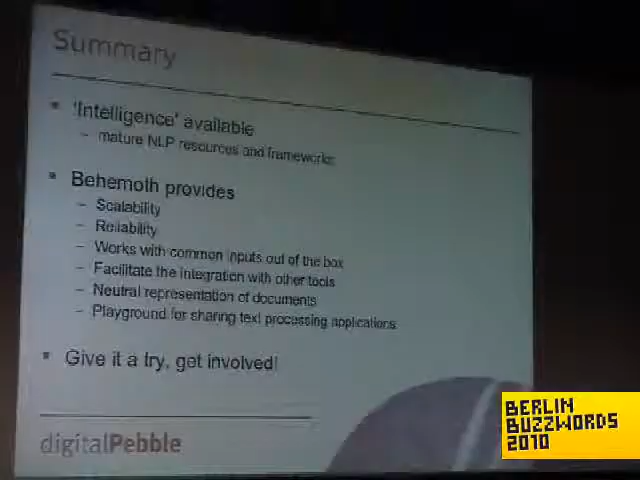 Summary
'Intelligence' available
– mature NLP resources and frameworks
Behemoth provides
– Scalability
– Reliability
– Works with common inputs out of the box
– Facilitate the integration with other tools
– Neutral representation of documents
– Playground for sharing text processing applications
Give it a try, get involved!
digitalPebble
BERLIN
BUZZWORDS
2010